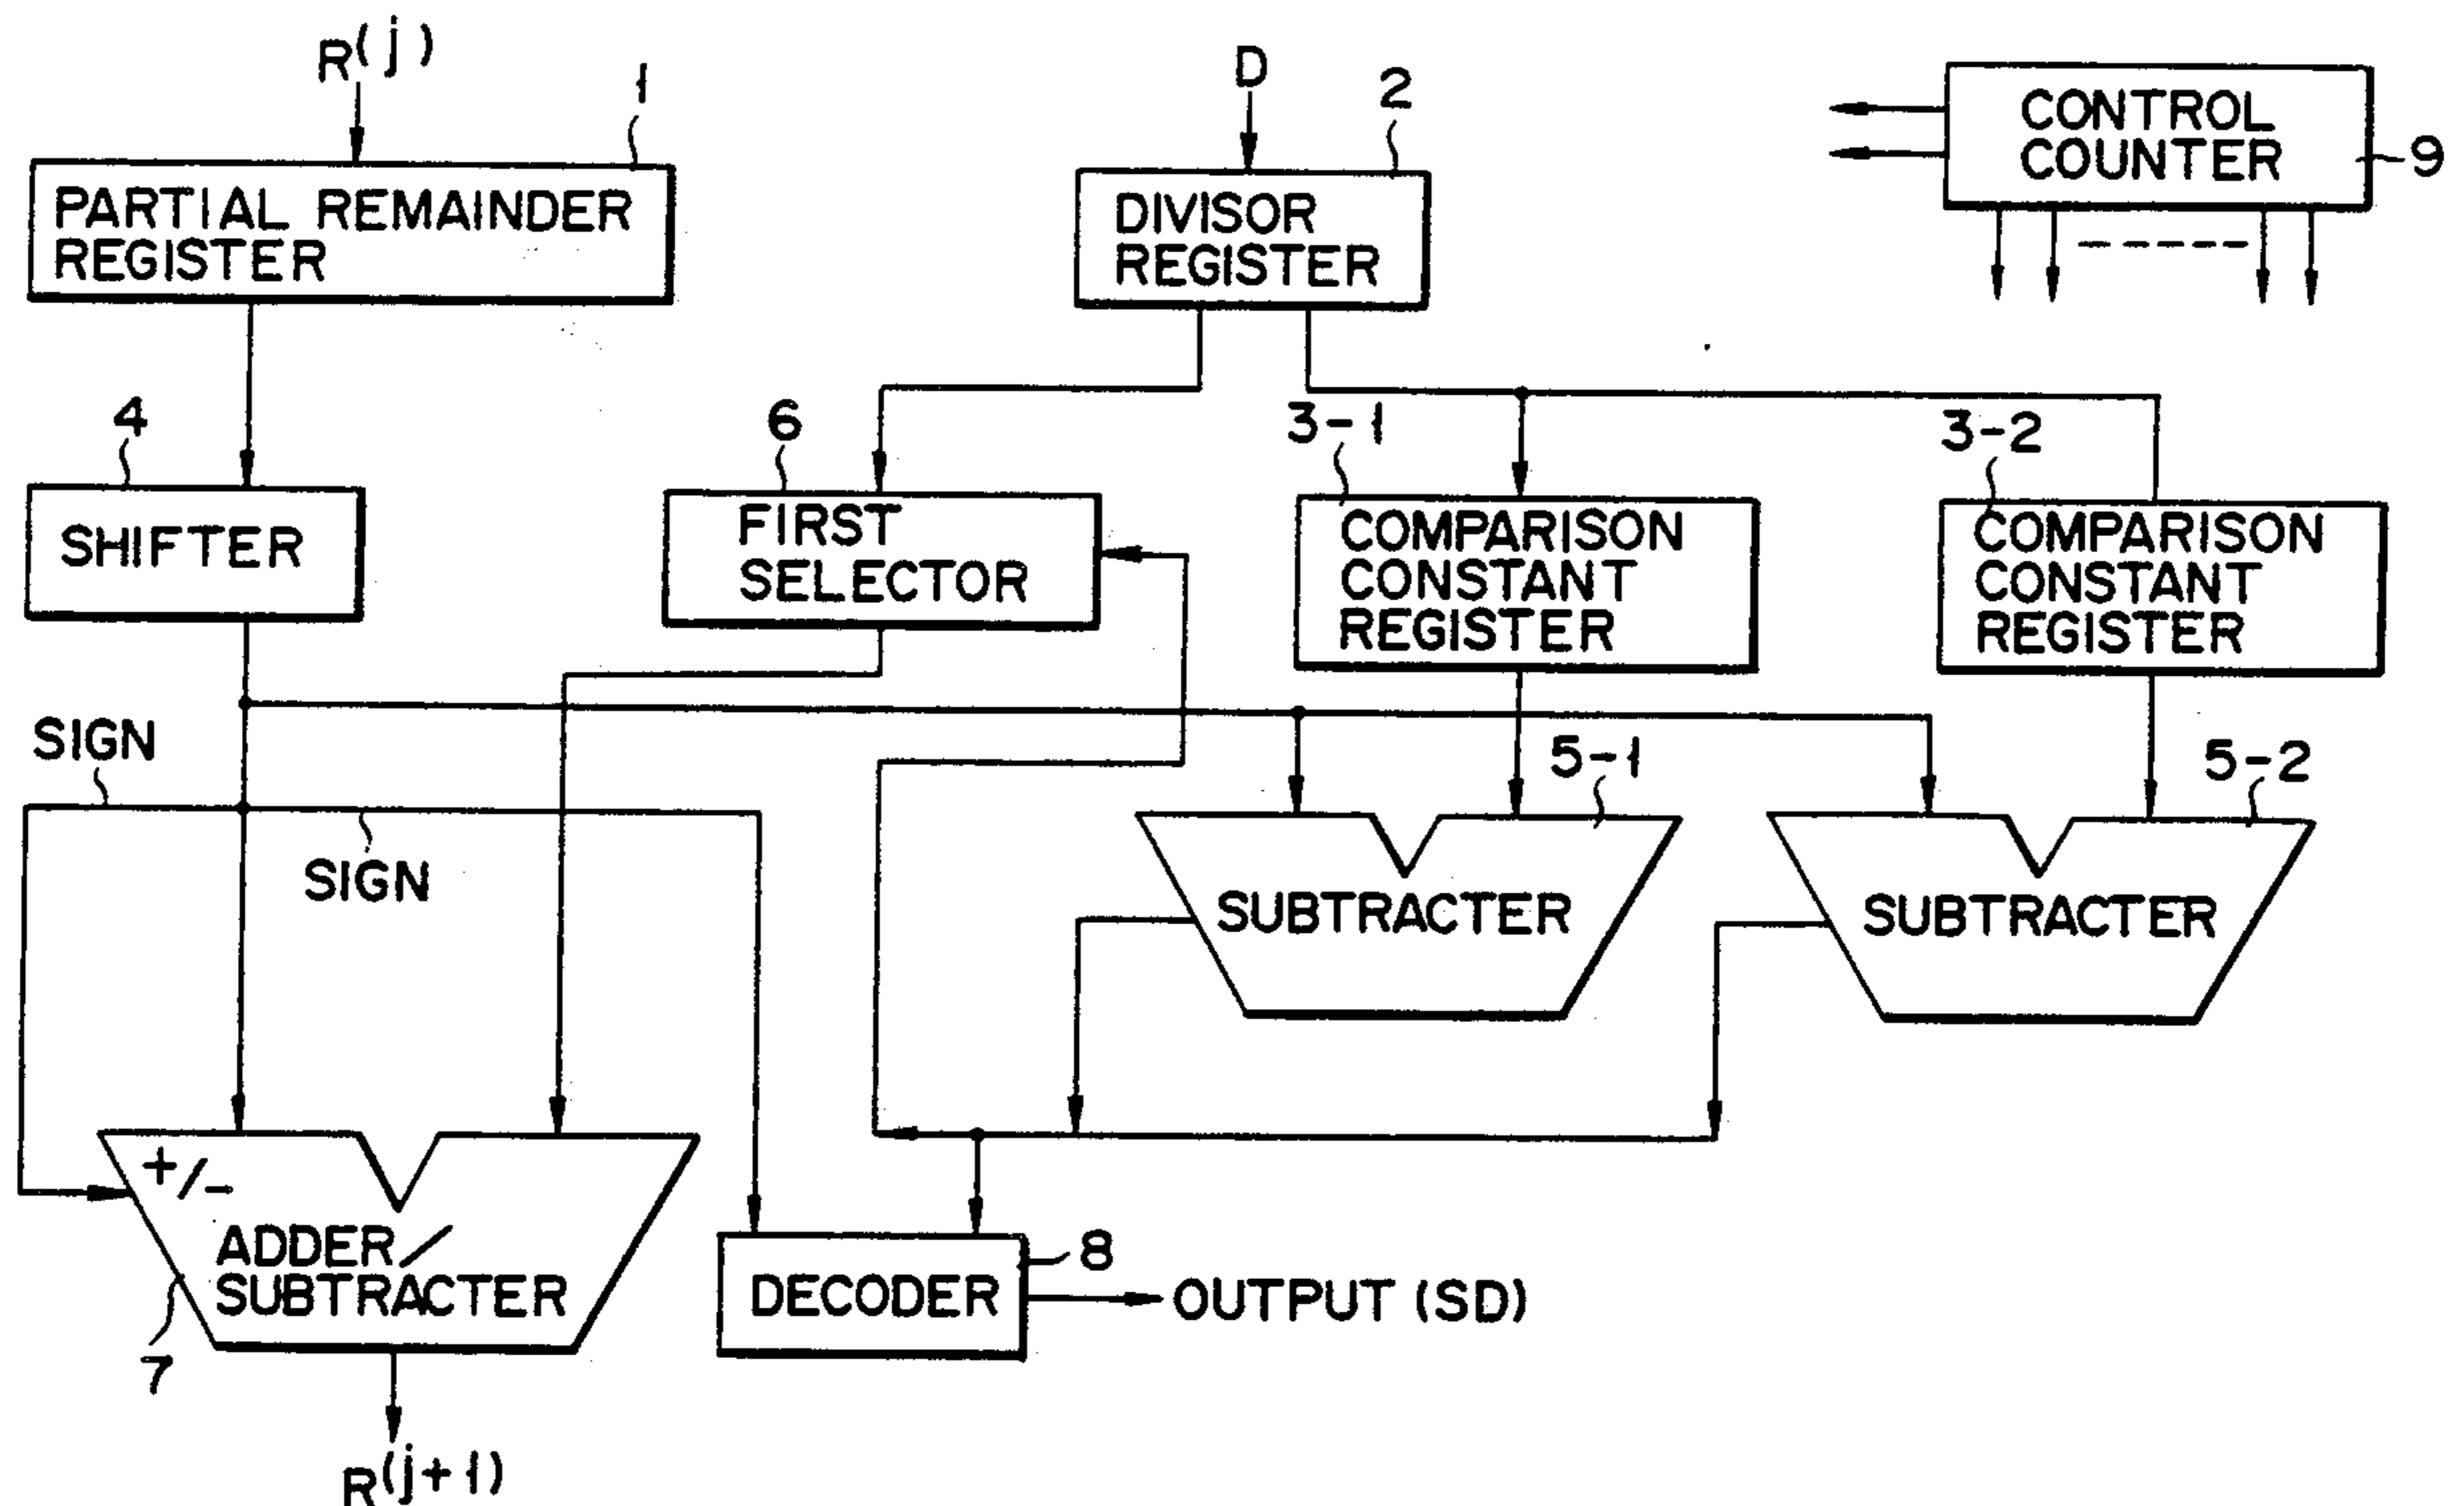 R(j)
1
D
2
CONTROL
COUNTER
9
PARTIAL REMAINDER
REGISTER
DIVISOR
REGISTER
4
6
3-1
3-2
SHIFTER
FIRST
SELECTOR
COMPARISON
CONSTANT
REGISTER
COMPARISON
CONSTANT
REGISTER
SIGN
SIGN
5-1
5-2
SUBTRACTER
SUBTRACTER
+/-
ADDER/
SUBTRACTER
7
DECODER
8
OUTPUT (SD)
R(j+1)